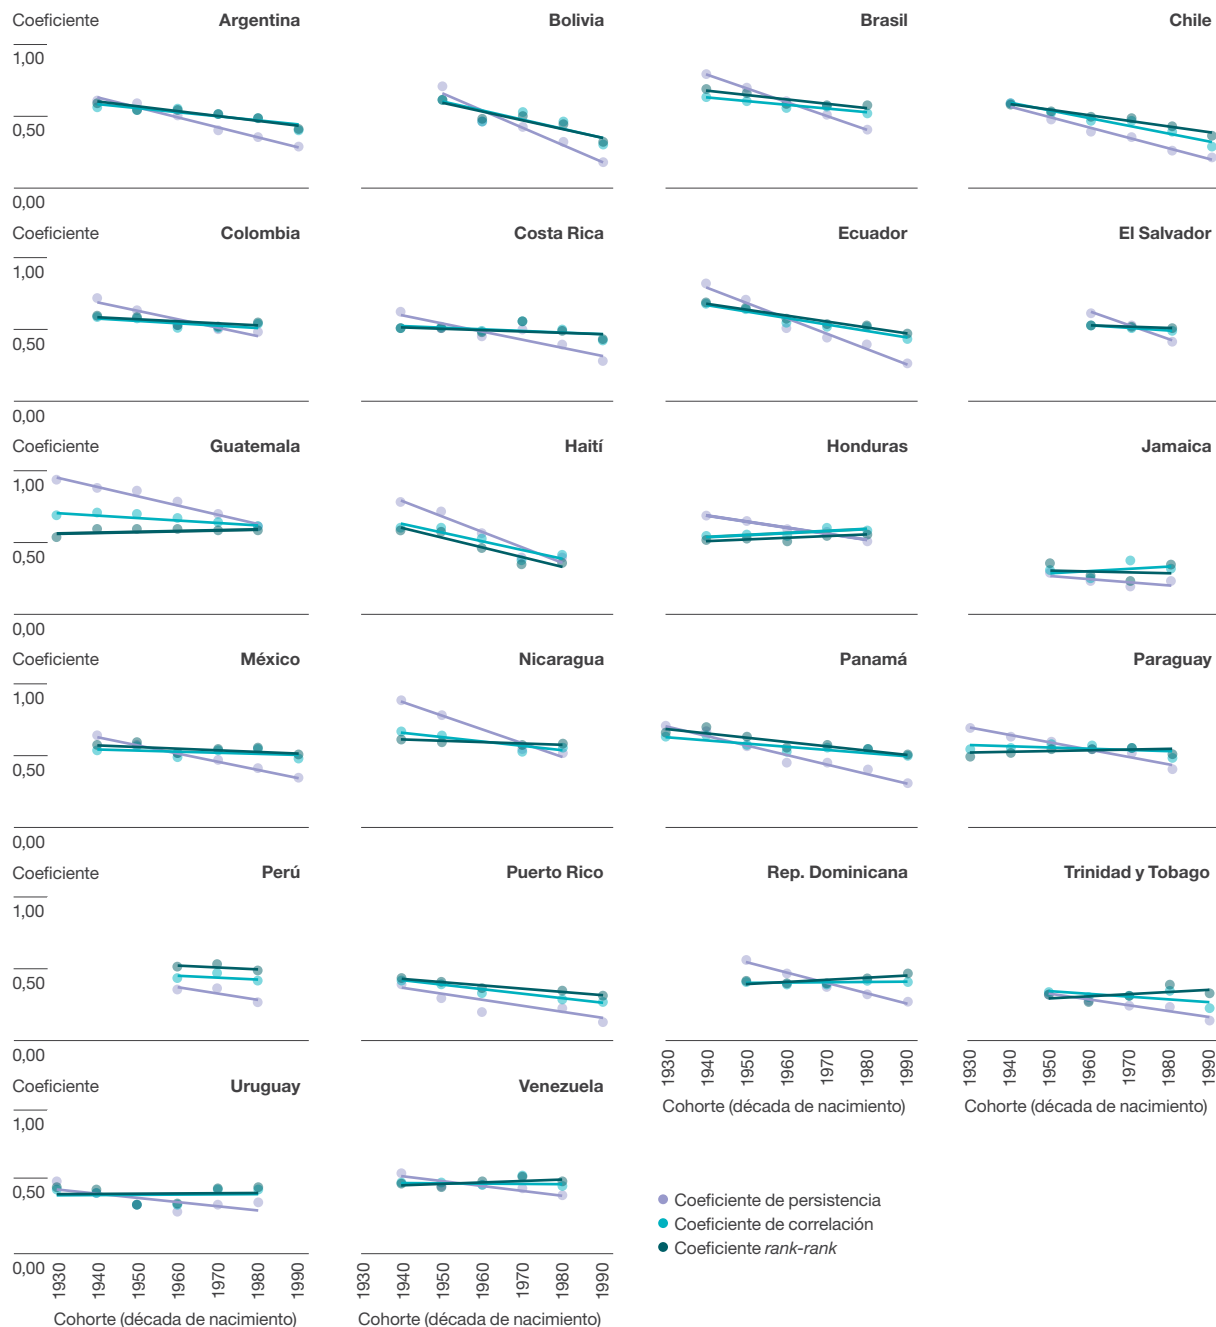 Coeficiente Argentina Bolivia Brasil Chile
1,00
0,50
0,00
Coeficiente Colombia Costa Rica Ecuador El Salvador
1,00
0,50
0,00
Coeficiente Guatemala Haití Honduras Jamaica
1,00
0,50
0,00
Coeficiente México Nicaragua Panamá Paraguay
1,00
0,50
0,00
Coeficiente Perú Puerto Rico Rep. Dominicana Trinidad y Tobago
1,00
0,50
0,00
1930 1940 1950 1960 1970 1980 1990 1930 1940 1950 1960 1970 1980 1990
Cohorte (década de nacimiento) Cohorte (década de nacimiento)
Coeficiente Uruguay Venezuela
1,00
0,50
0,00
1930 1940 1950 1960 1970 1980 1990 1930 1940 1950 1960 1970 1980 1990
Cohorte (década de nacimiento) Cohorte (década de nacimiento)
Coeficiente de persistencia
Coeficiente de correlación
Coeficiente rank-rank